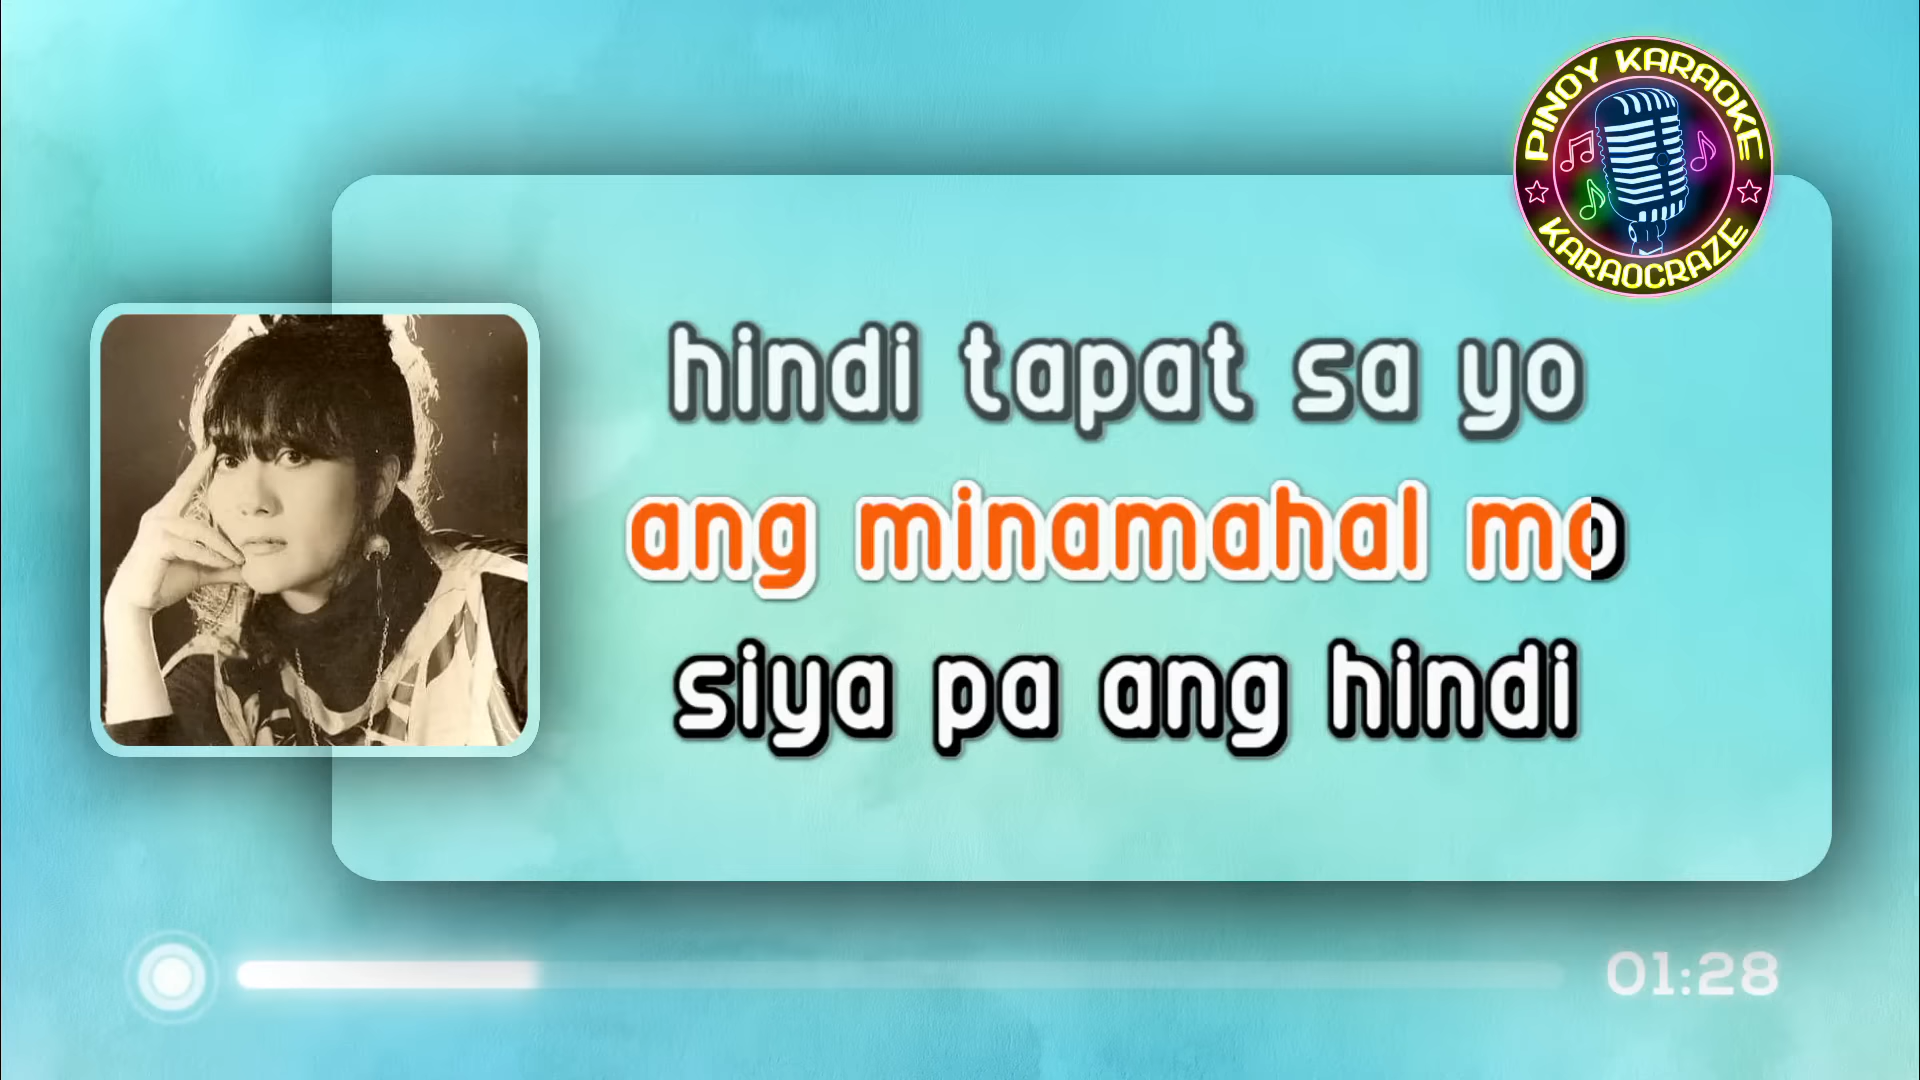 PINOY KARAOKE
KARAOCRAZE
hindi tapat sa yo
ang minamahal mo
siya pa ang hindi
01:28